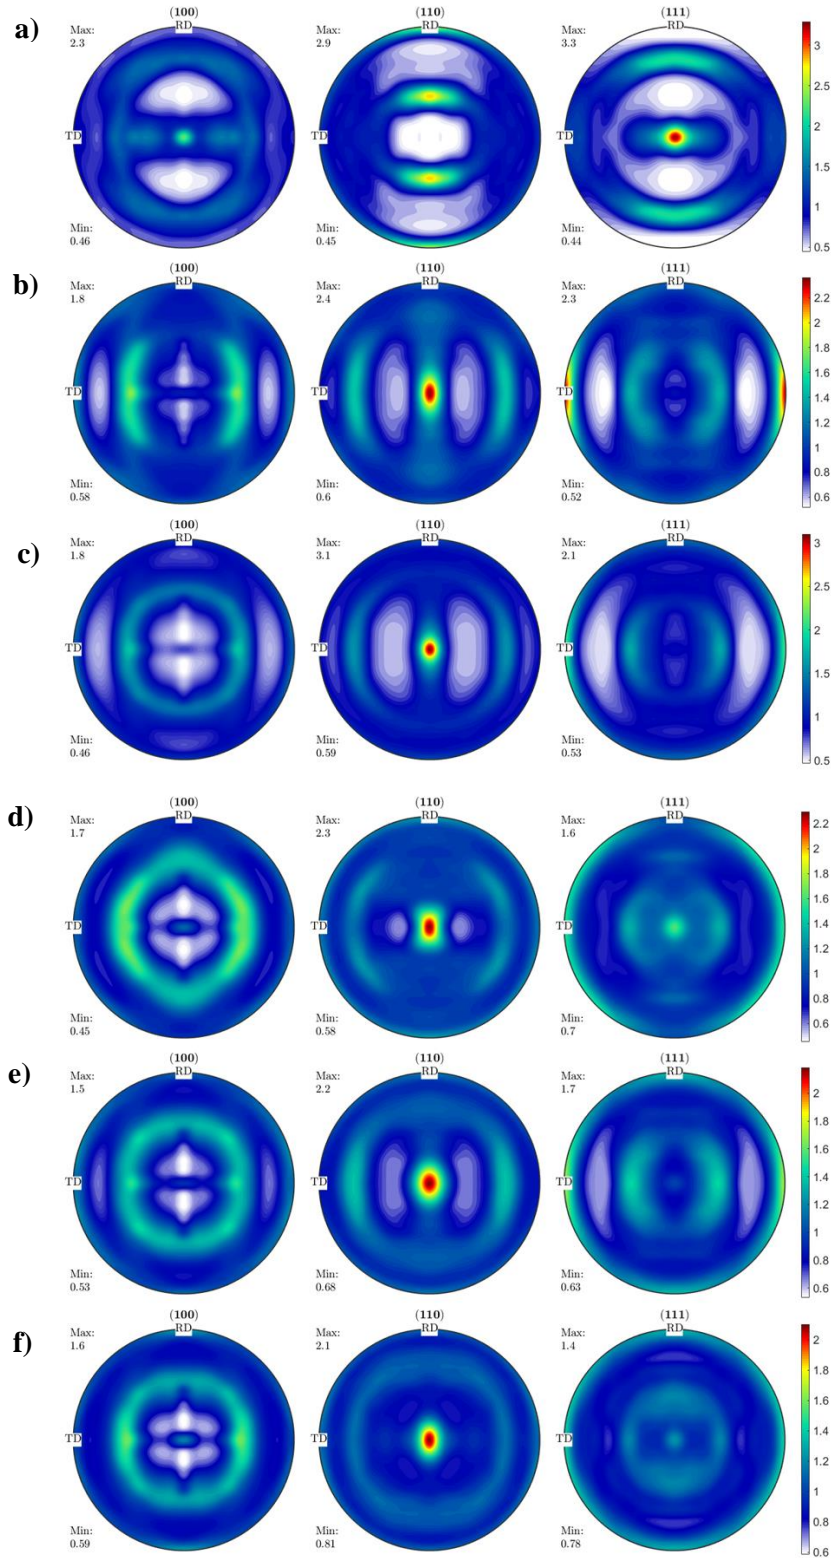 a)
(100)
RD
Max:
2.3
TD
Min:
0.46
(110)
RD
Max:
2.9
TD
Min:
0.45
(111)
RD
Max:
3.3
TD
Min:
0.44
3
2.5
2
1.5
1
0.5
b)
(100)
RD
Max:
1.8
TD
Min:
0.58
(110)
RD
Max:
2.4
TD
Min:
0.6
(111)
RD
Max:
2.3
TD
Min:
0.52
2.2
2
1.8
1.6
1.4
1.2
1
0.8
0.6
c)
(100)
RD
Max:
1.8
TD
Min:
0.46
(110)
RD
Max:
3.1
TD
Min:
0.59
(111)
RD
Max:
2.1
TD
Min:
0.53
3
2.5
2
1.5
1
0.5
d)
(100)
RD
Max:
1.7
TD
Min:
0.45
(110)
RD
Max:
2.3
TD
Min:
0.58
(111)
RD
Max:
1.6
TD
Min:
0.7
2.2
2
1.8
1.6
1.4
1.2
1
0.8
0.6
e)
(100)
RD
Max:
1.5
TD
Min:
0.53
(110)
RD
Max:
2.2
TD
Min:
0.68
(111)
RD
Max:
1.7
TD
Min:
0.63
2
1.8
1.6
1.4
1.2
1
0.8
0.6
f)
(100)
RD
Max:
1.6
TD
Min:
0.59
(110)
RD
Max:
2.1
TD
Min:
0.81
(111)
RD
Max:
1.4
TD
Min:
0.78
2
1.8
1.6
1.4
1.2
1
0.8
0.6